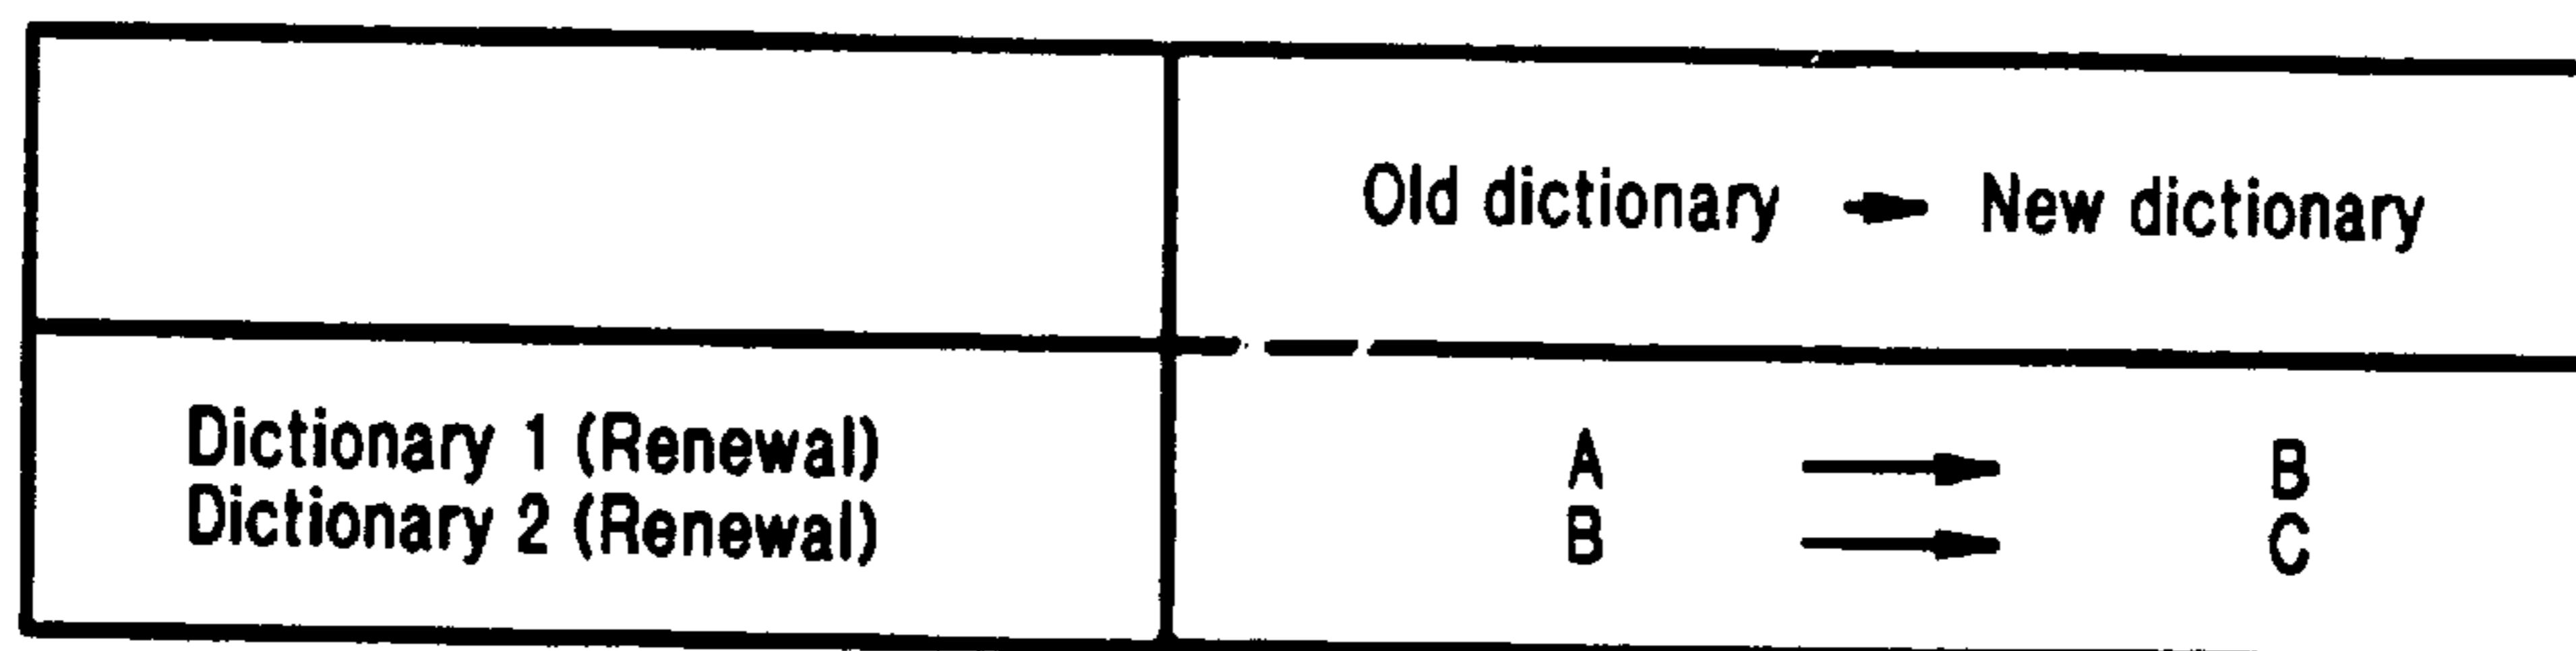 Old dictionary → New dictionary
Dictionary 1 (Renewal) A → B
Dictionary 2 (Renewal) B → C